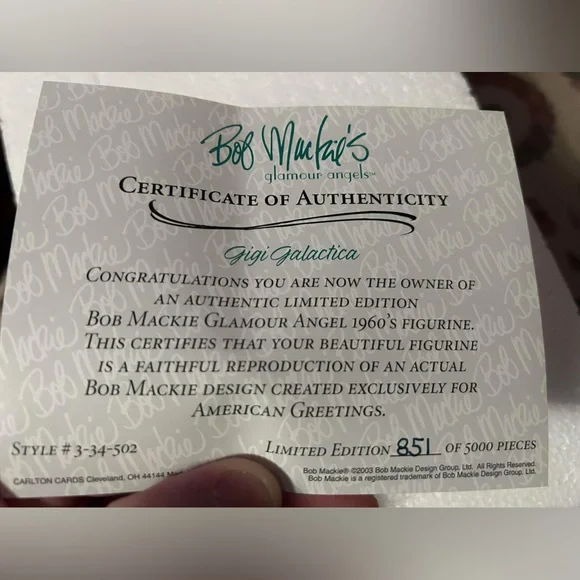 Bob Mackie's
glamour angels™
CERTIFICATE OF AUTHENTICITY
Gigi Galactica
CONGRATULATIONS YOU ARE NOW THE OWNER OF
AN AUTHENTIC LIMITED EDITION
BOB MACKIE GLAMOUR ANGEL 1960'S FIGURINE.
THIS CERTIFIES THAT YOUR BEAUTIFUL FIGURINE
IS A FAITHFUL REPRODUCTION OF AN ACTUAL
BOB MACKIE DESIGN CREATED EXCLUSIVELY FOR
AMERICAN GREETINGS.
STYLE # 3-34-502
LIMITED EDITION 851 OF 5000 PIECES
CARLTON CARDS Cleveland, OH 44144
Bob Mackie® ©2003 Bob Mackie Design Group, Ltd. All Rights Reserved.
Bob Mackie is a registered trademark of Bob Mackie Design Group, Ltd.